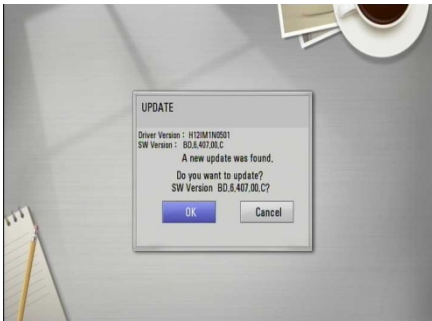 UPDATE
Driver Version : H12IM1N0501
SW Version : BD,6,407,00,C
A new update was found,
Do you want to update?
SW Version BD,6,407,00,C?
OK
Cancel